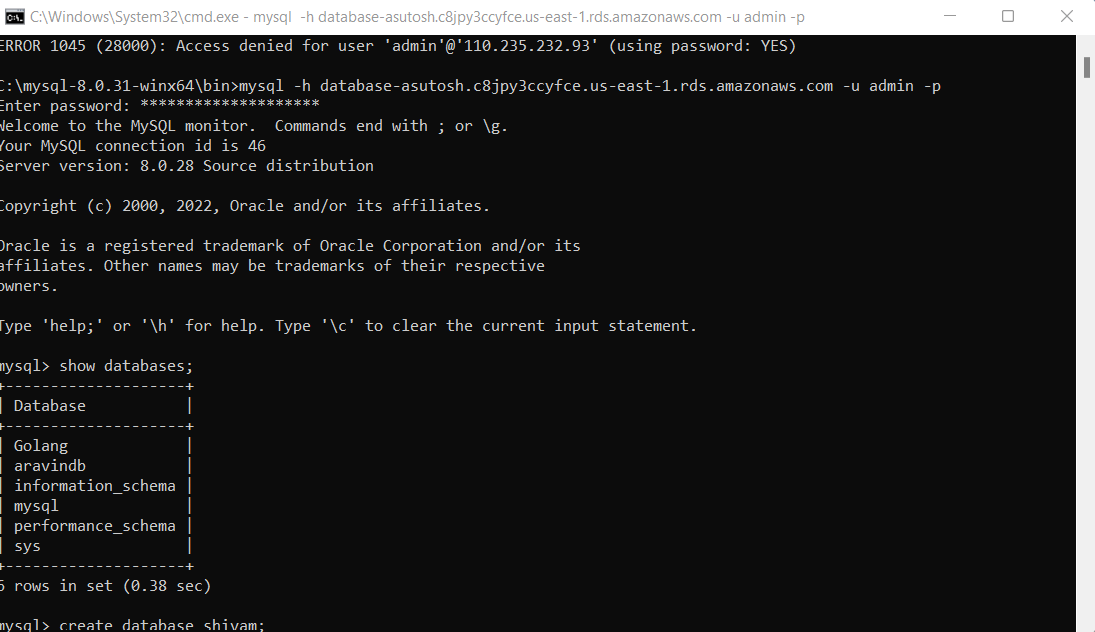 C:\Windows\System32\cmd.exe - mysql -h database-asutosh.c8jpy3ccyfce.us-east-1.rds.amazonaws.com -u admin -p
ERROR 1045 (28000): Access denied for user 'admin'@'110.235.232.93' (using password: YES)
C:\mysql-8.0.31-winx64\bin>mysql -h database-asutosh.c8jpy3ccyfce.us-east-1.rds.amazonaws.com -u admin -p
Enter password: ********************
Welcome to the MySQL monitor.  Commands end with ; or \g.
Your MySQL connection id is 46
Server version: 8.0.28 Source distribution
Copyright (c) 2000, 2022, Oracle and/or its affiliates.
Oracle is a registered trademark of Oracle Corporation and/or its
affiliates. Other names may be trademarks of their respective
owners.
Type 'help;' or '\h' for help. Type '\c' to clear the current input statement.
mysql> show databases;
+--------------------+
| Database           |
+--------------------+
| Golang             |
| aravindb           |
| information_schema |
| mysql              |
| performance_schema |
| sys                |
+--------------------+
6 rows in set (0.38 sec)
mysql> create database shivam;